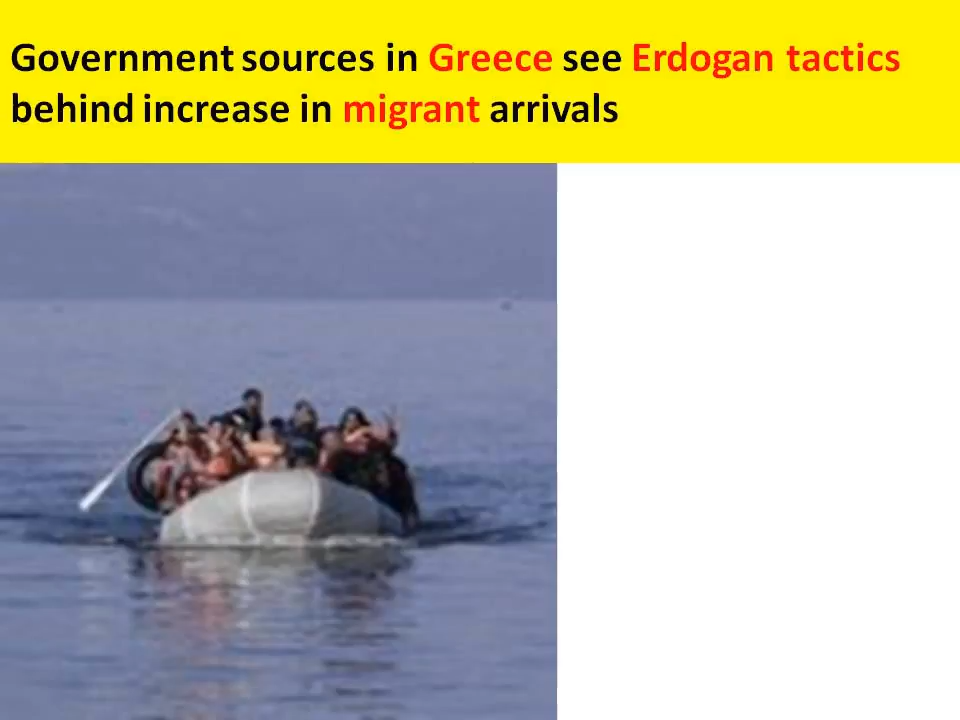 Government sources in Greece see Erdogan tactics
behind increase in migrant arrivals